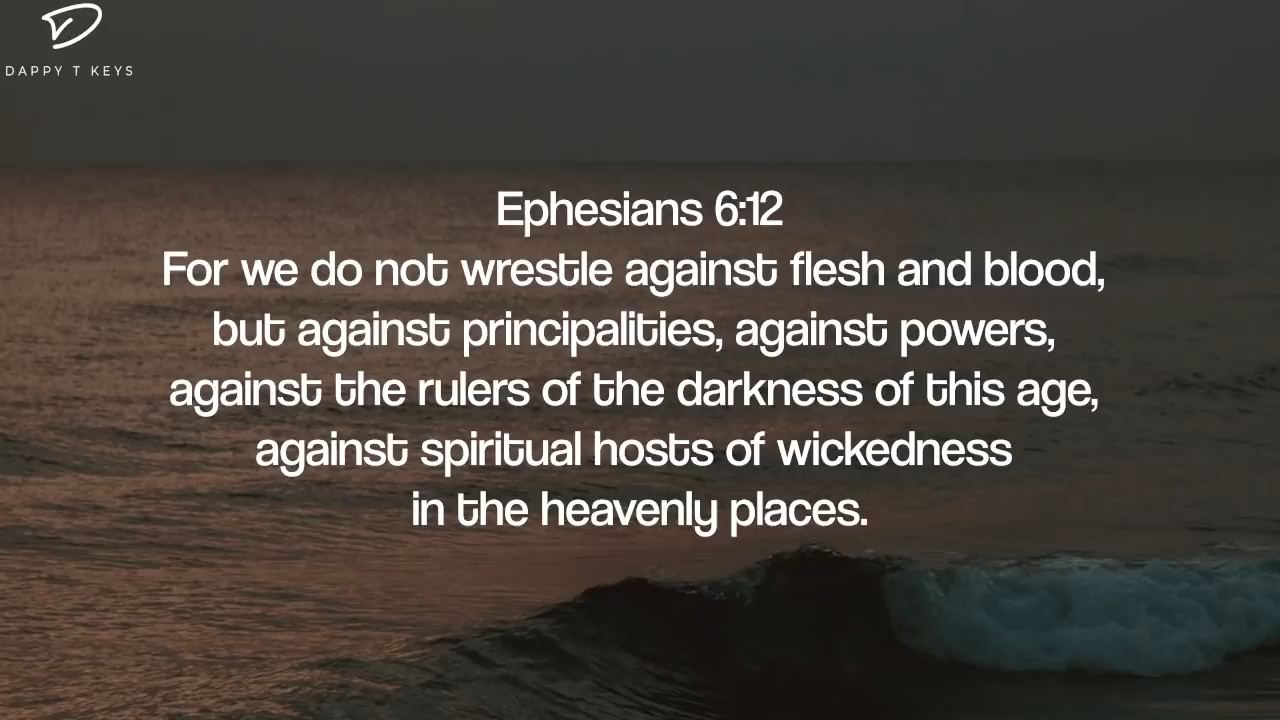 DAPPY T KEYS
Ephesians 6:12
For we do not wrestle against flesh and blood,
but against principalities, against powers,
against the rulers of the darkness of this age,
against spiritual hosts of wickedness
in the heavenly places.